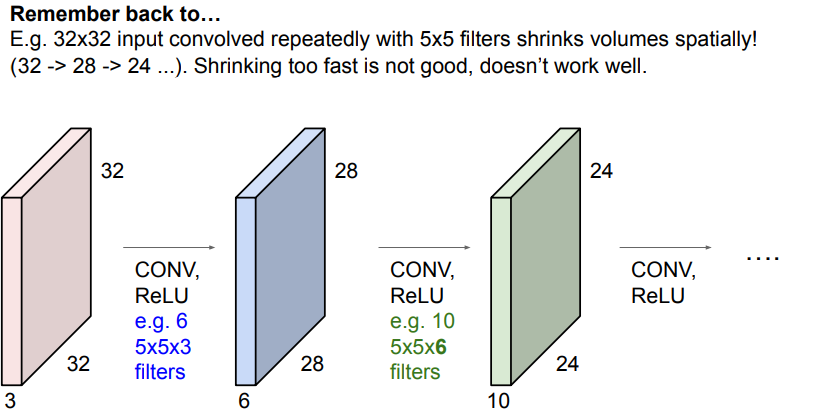 Remember back to…
E.g. 32x32 input convolved repeatedly with 5x5 filters shrinks volumes spatially!
(32 -> 28 -> 24 ...). Shrinking too fast is not good, doesn’t work well.
32
28
24
CONV,
ReLU
e.g. 6
5x5x3
filters
CONV,
ReLU
e.g. 10
5x5x6
filters
CONV,
ReLU
....
32
28
24
3
6
10